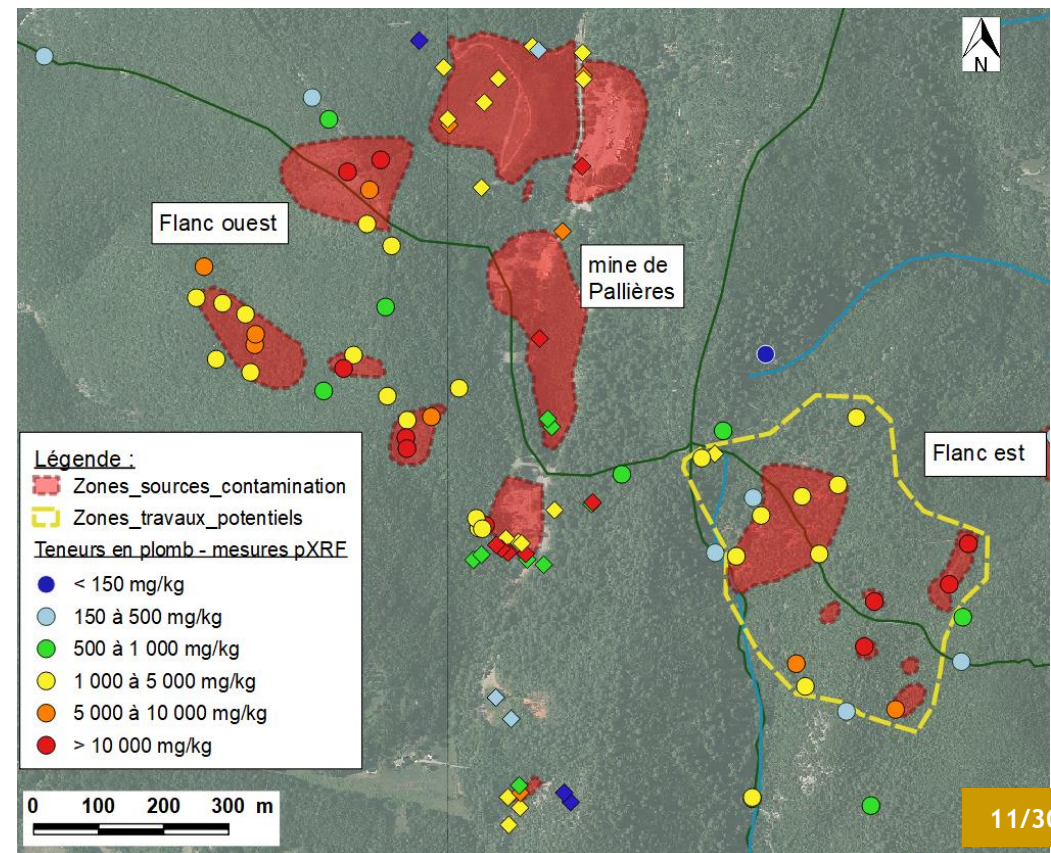 N
Flanc ouest
mine de
Pallières
Flanc est
Légende :
Zones_sources_contamination
Zones_travaux_potentiels
Teneurs en plomb - mesures pXRF
< 150 mg/kg
150 à 500 mg/kg
500 à 1 000 mg/kg
1 000 à 5 000 mg/kg
5 000 à 10 000 mg/kg
> 10 000 mg/kg
0 100 200 300 m